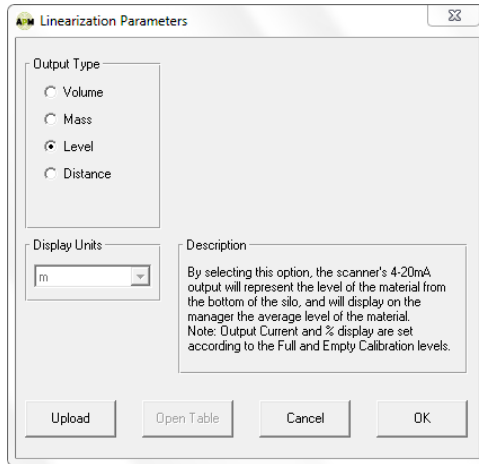 APM Linearization Parameters
Output Type
Volume
Mass
Level
Distance
Display Units
m
Description
By selecting this option, the scanner's 4-20mA
output will represent the level of the material from
the bottom of the silo, and will display on the
manager the average level of the material.
Note: Output Current and % display are set
according to the Full and Empty Calibration levels.
Upload
Open Table
Cancel
OK